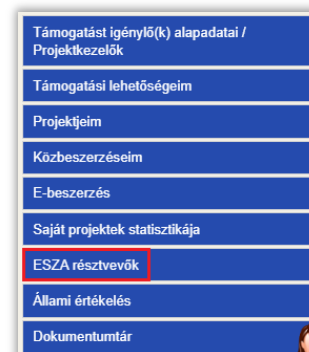 Támogatást igénylő(k) alapadatai /
Projektkezelők
Támogatási lehetőségeim
Projektjeim
Közbeszerzéseim
E-beszerzés
Saját projektek statisztikája
ESZA résztvevők
Állami értékelés
Dokumentumtár